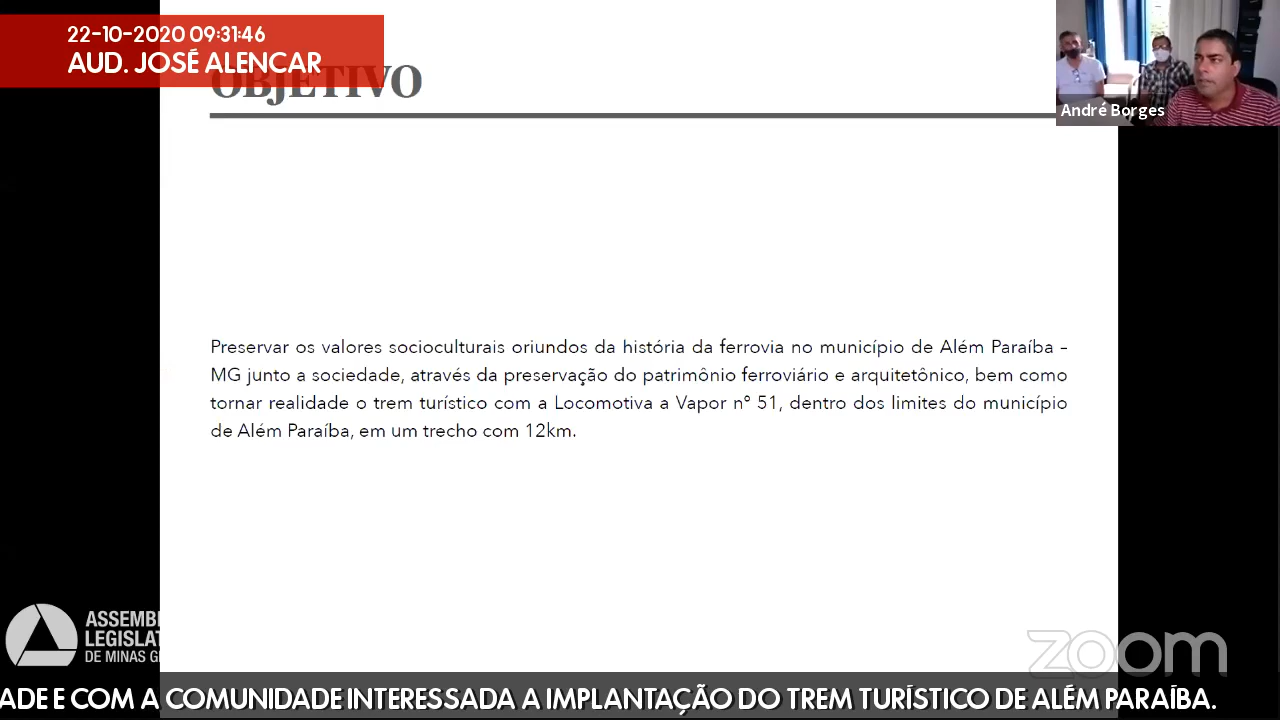 22-10-2020 09:31:46
AUD. JOSÉ ALENCAR
OBJETIVO
André Borges
Preservar os valores socioculturais oriundos da história da ferrovia no município de Além Paraíba –
MG junto a sociedade, através da preservação do patrimônio ferroviário e arquitetônico, bem como
tornar realidade o trem turístico com a Locomotiva a Vapor nº 51, dentro dos limites do município
de Além Paraíba, em um trecho com 12km.
ASSEMBL
LEGISLAT
DE MINAS GE
zoom
ADE E COM A COMUNIDADE INTERESSADA A IMPLANTAÇÃO DO TREM TURÍSTICO DE ALÉM PARAÍBA.